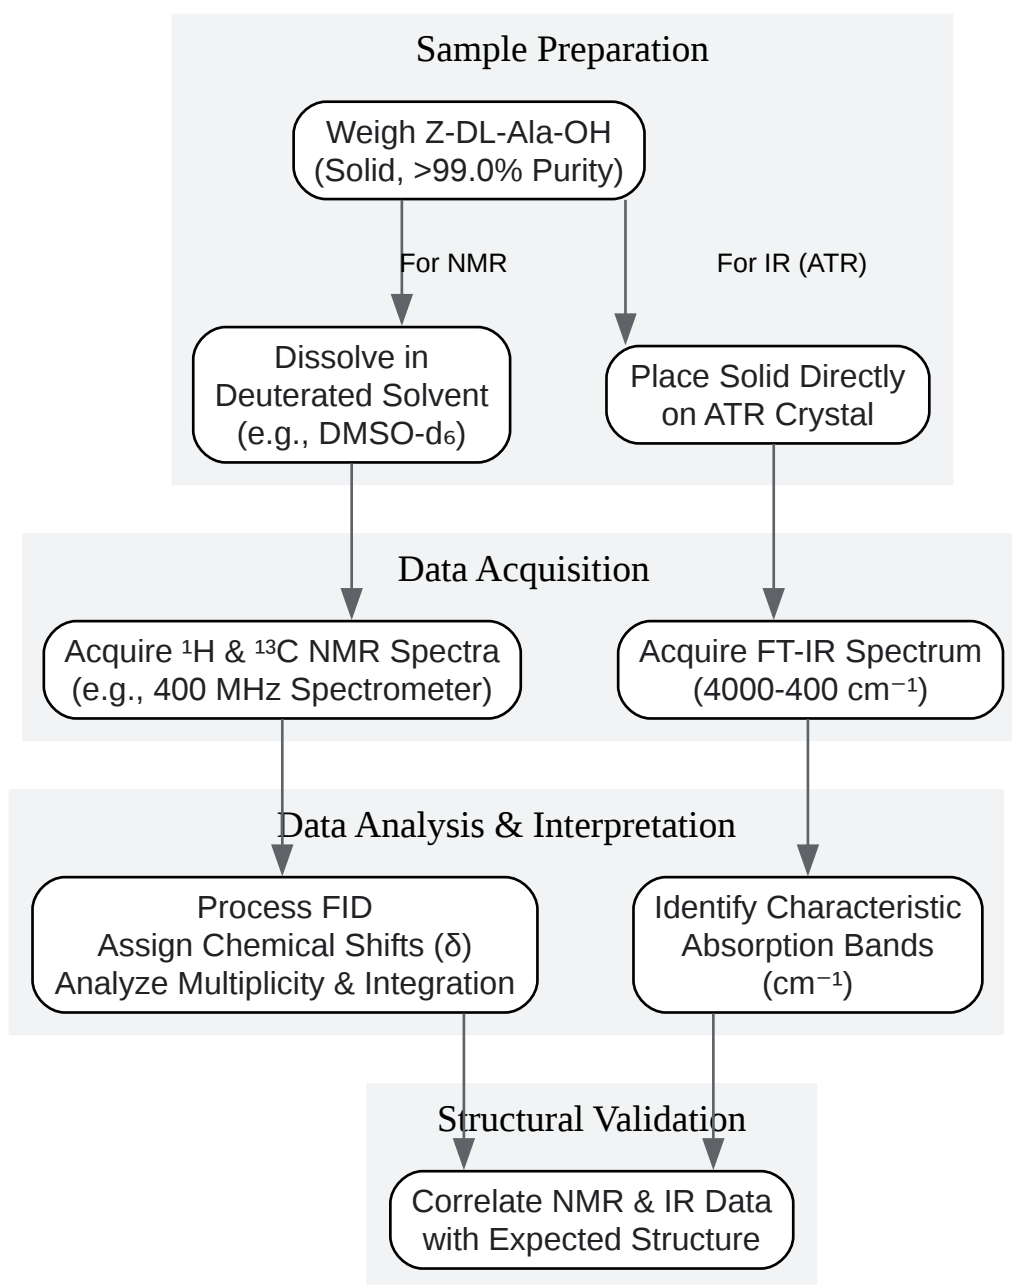 Sample Preparation
Weigh Z-DL-Ala-OH
(Solid, >99.0% Purity)
For NMR
For IR (ATR)
Dissolve in
Deuterated Solvent
(e.g., DMSO-d₆)
Place Solid Directly
on ATR Crystal
Data Acquisition
Acquire ¹H & ¹³C NMR Spectra
(e.g., 400 MHz Spectrometer)
Acquire FT-IR Spectrum
(4000-400 cm⁻¹)
Data Analysis & Interpretation
Process FID
Assign Chemical Shifts (δ)
Analyze Multiplicity & Integration
Identify Characteristic
Absorption Bands
(cm⁻¹)
Structural Validation
Correlate NMR & IR Data
with Expected Structure